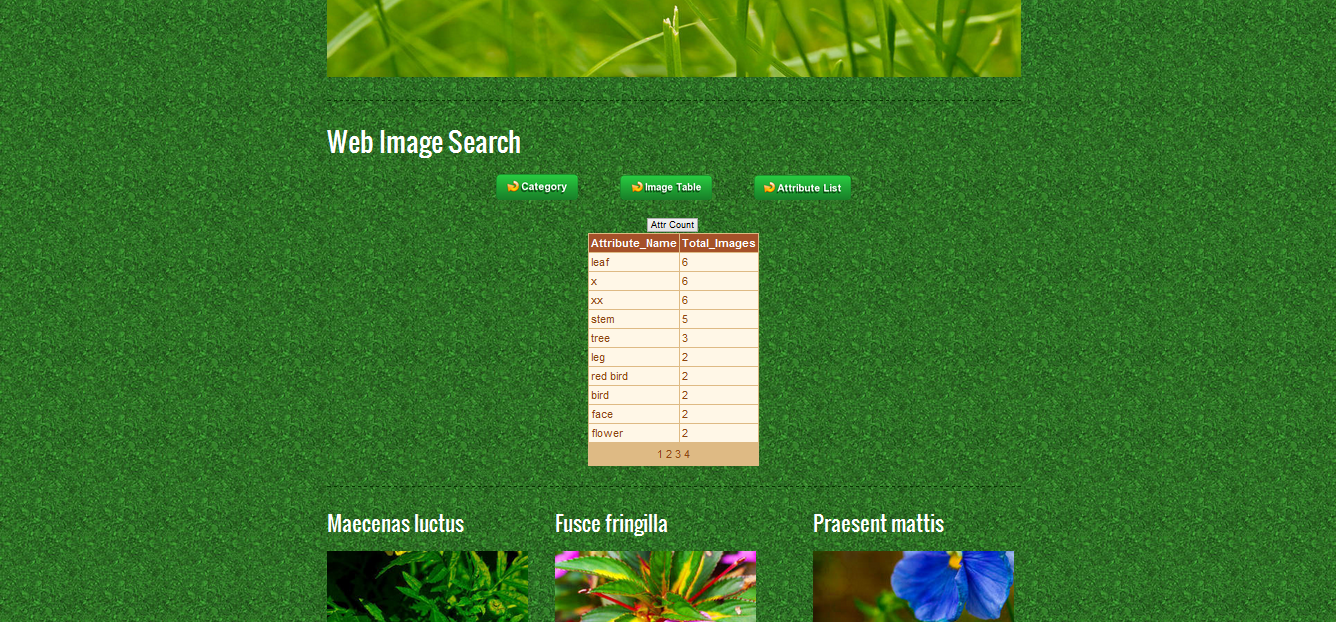 Web Image Search
Category Image Table Attribute List
Attr Count
Attribute_Name Total_Images
leaf 6
x 6
xx 6
stem 5
tree 3
leg 2
red bird 2
bird 2
face 2
flower 2
1 2 3 4
Maecenas luctus Fusce fringilla Praesent mattis